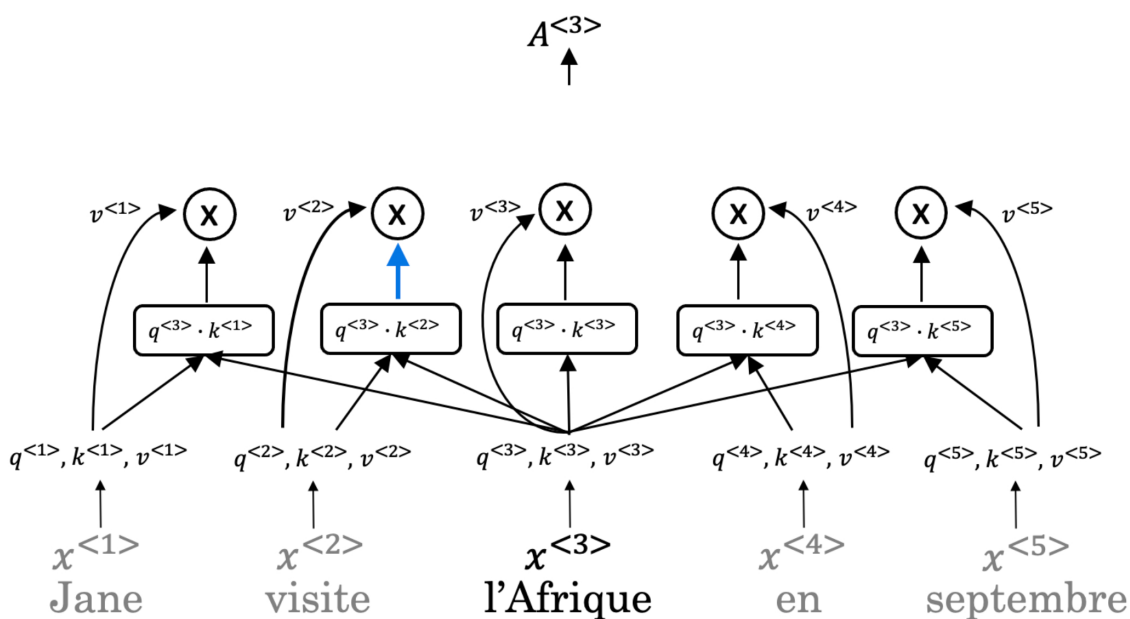 A<3>
v<1> X v<2> X v<3> X X v<4> X v<5>
q<3> · k<1> q<3> · k<2> q<3> · k<3> q<3> · k<4> q<3> · k<5>
q<1>, k<1>, v<1> q<2>, k<2>, v<2> q<3>, k<3>, v<3> q<4>, k<4>, v<4> q<5>, k<5>, v<5>
x<1> x<2> x<3> x<4> x<5>
Jane visite l'Afrique en septembre